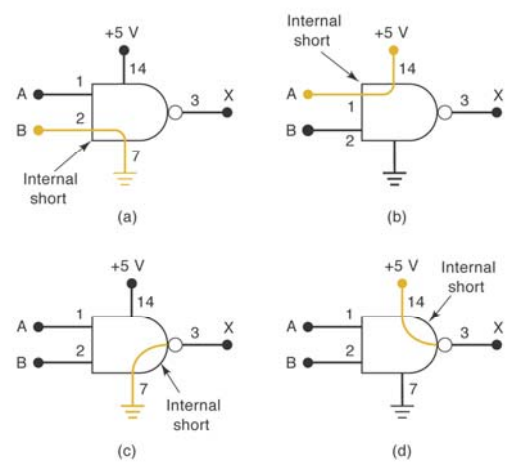 +5 V
14
A
1
3
X
B
2
7
Internal
short
(a)
Internal
short
+5 V
14
A
1
3
X
B
2
(b)
+5 V
14
A
1
3
X
B
2
7
Internal
short
(c)
+5 V
Internal
short
14
A
1
3
X
B
2
7
(d)